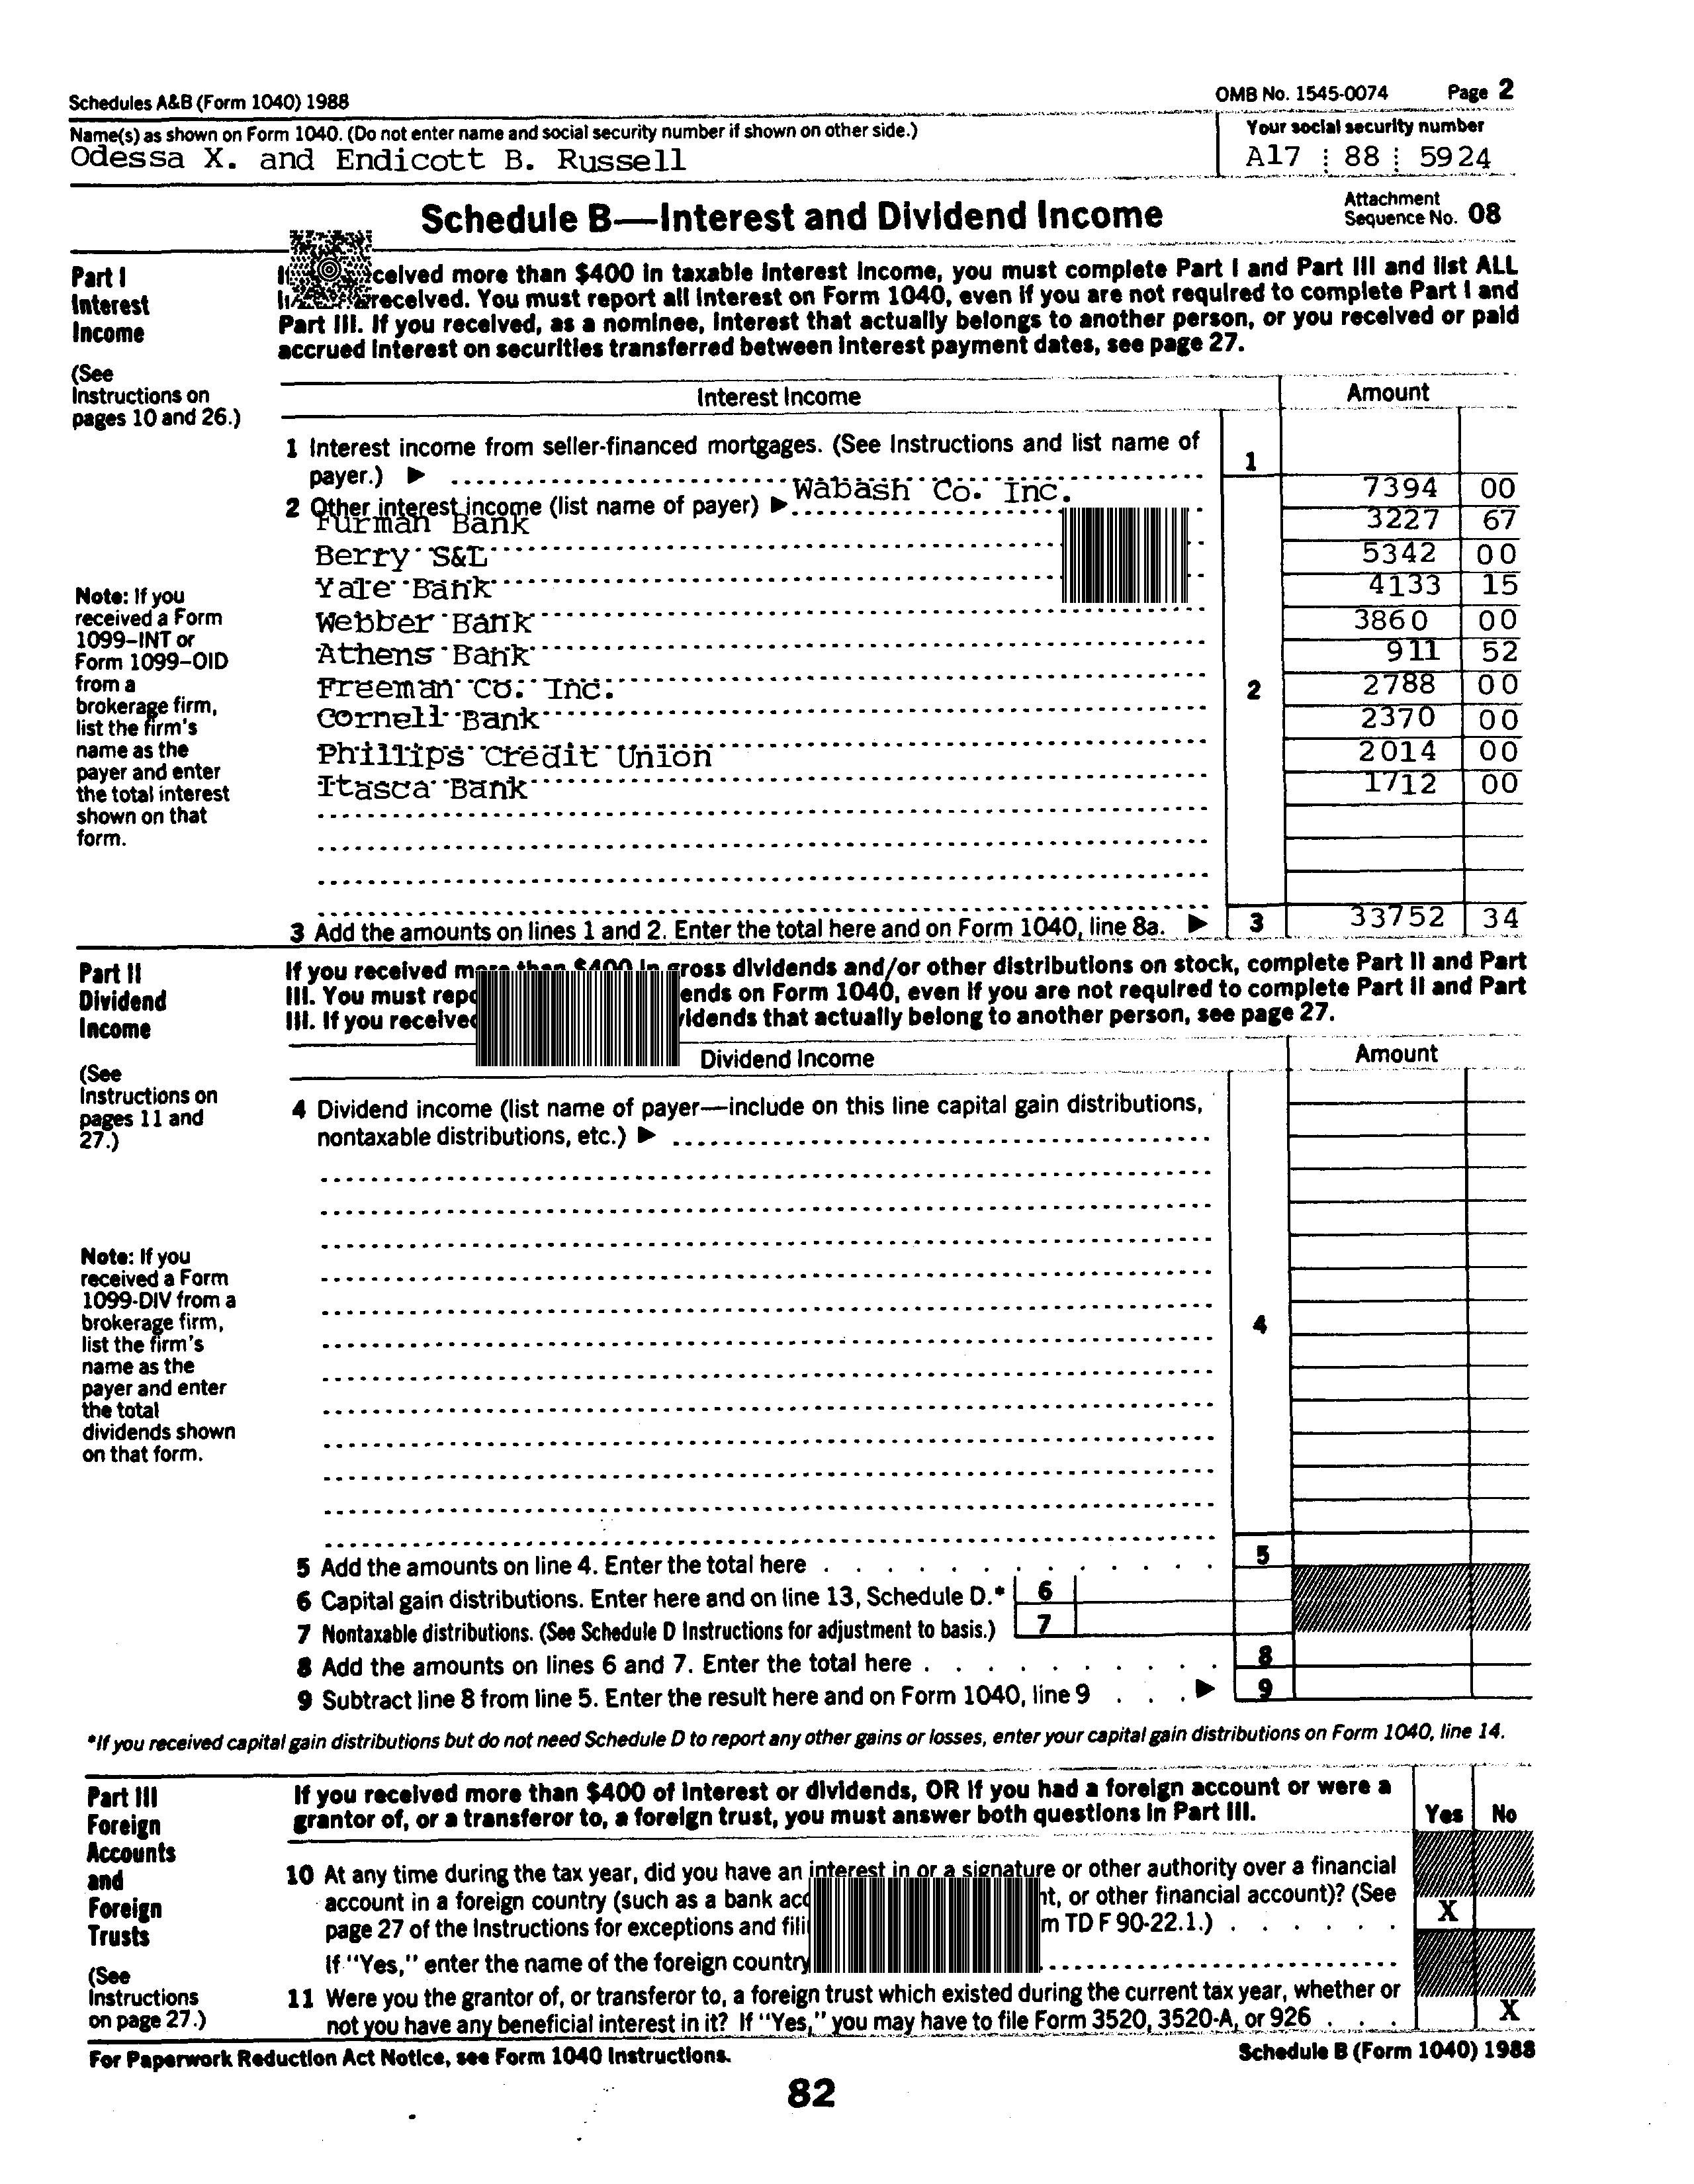 Schedules A&B (Form 1040) 1988 OMB No. 1545-0074 Page 2
Name(s) as shown on Form 1040. (Do not enter name and social security number if shown on other side.) Your social security number
Odessa X. and Endicott B. Russell A17 88 5924
Schedule B—Interest and Dividend Income Attachment Sequence No. 08
Part I
Interest
Income
(See
Instructions on
pages 10 and 26.)
received more than $400 in taxable interest income, you must complete Part I and Part III and list ALL
received. You must report all interest on Form 1040, even if you are not required to complete Part I and
Part III. If you received, as a nominee, interest that actually belongs to another person, or you received or paid
accrued interest on securities transferred between interest payment dates, see page 27.
Interest Income Amount
1 Interest income from seller-financed mortgages. (See Instructions and list name of
payer.) ▶ 1
2 Other interest income (list name of payer) ▶ Wabash Co. Inc. 7394 00
Furman Bank 3227 67
Berry S&L 5342 00
Yale Bank 4133 15
Webber Bank 3860 00
Athens Bank 911 52
Freeman Co. Inc. 2 2788 00
Cornell Bank 2370 00
Phillips Credit Union 2014 00
Itasca Bank 1712 00
Note: If you
received a Form
1099–INT or
Form 1099–OID
from a
brokerage firm,
list the firm's
name as the
payer and enter
the total interest
shown on that
form.
3 Add the amounts on lines 1 and 2. Enter the total here and on Form 1040, line 8a. ▶ 3 33752 34
Part II
Dividend
Income
(See
Instructions on
pages 11 and
27.)
If you received more than $400 in gross dividends and/or other distributions on stock, complete Part II and Part
III. You must on Form 1040, even if you are not required to complete Part II and Part
III. If you that actually belong to another person, see page 27.
Dividend Income Amount
4 Dividend income (list name of payer—include on this line capital gain distributions,
nontaxable distributions, etc.) ▶
4
Note: If you
received a Form
1099-DIV from a
brokerage firm,
list the firm's
name as the
payer and enter
the total
dividends shown
on that form.
5 Add the amounts on line 4. Enter the total here 5
6 Capital gain distributions. Enter here and on line 13, Schedule D.* 6
7 Nontaxable distributions. (See Schedule D Instructions for adjustment to basis.) 7
8 Add the amounts on lines 6 and 7. Enter the total here 8
9 Subtract line 8 from line 5. Enter the result here and on Form 1040, line 9 ▶ 9
*If you received capital gain distributions but do not need Schedule D to report any other gains or losses, enter your capital gain distributions on Form 1040, line 14.
Part III
Foreign
Accounts
and
Foreign
Trusts
(See
Instructions
on page 27.)
If you received more than $400 of interest or dividends, OR if you had a foreign account or were a
grantor of, or a transferor to, a foreign trust, you must answer both questions in Part III. Yes No
10 At any time during the tax year, did you have an interest in or a signature or other authority over a financial
account in a foreign country (such as a bank or other financial account)? (See
page 27 of the Instructions for exceptions and TD F 90-22.1.) X
If "Yes," enter the name of the foreign country
11 Were you the grantor of, or transferor to, a foreign trust which existed during the current tax year, whether or
not you have any beneficial interest in it? If "Yes," you may have to file Form 3520, 3520-A, or 926 X
For Paperwork Reduction Act Notice, see Form 1040 Instructions. Schedule B (Form 1040) 1988
82